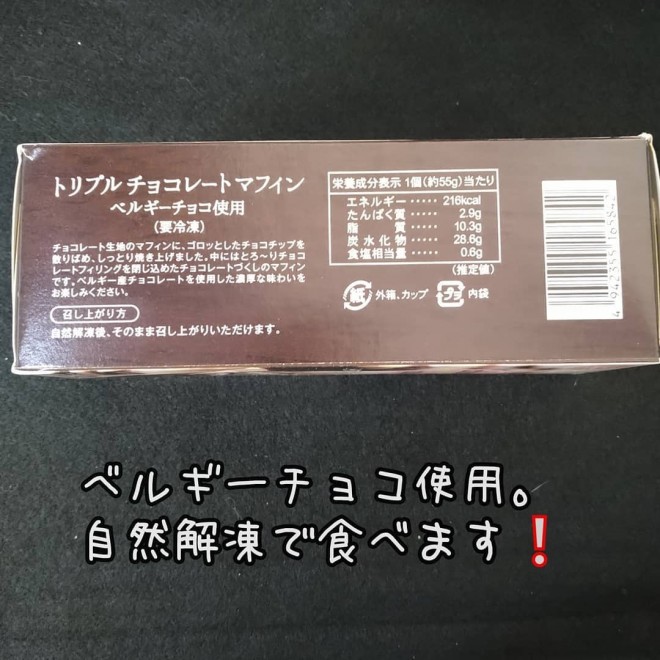 トリプルチョコレートマフィン
ベルギーチョコ使用
(要冷凍)
チョコレート生地のマフィンに、ゴロッとしたチョコチップを
散りばめ、しっとり焼き上げました。中にはとろ〜りチョコ
レートフィリングを閉じ込めたチョコレートづくしのマフィン
です。ベルギー産チョコレートを使用した濃厚な味わいを
お楽しみください。
召し上がり方
自然解凍後、そのまま召し上がりいただけます。
栄養成分表示 1個(約55g)当たり
エネルギー・・・・・216kcal
たんぱく質・・・・・2.9g
脂質・・・・・10.3g
炭水化物・・・・・28.6g
食塩相当量・・・・・0.6g
(推定値)
紙 外箱、カップ プラ 内袋
ベルギーチョコ使用。
自然解凍で食べます❗